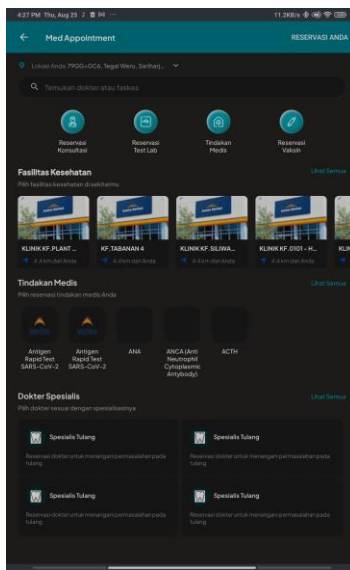 4:27 PM Thu, Aug 25
11.2KB/s
Med Appointment
RESERVASI ANDA
Lokasi Anda 79GG+GC6, Tegal Weru, Sariharj..
Temukan dokter atau faskes
Reservasi
Konsultasi
Reservasi
Test Lab
Tindakan
Medis
Reservasi
Vaksin
Fasilitas Kesehatan
Lihat Semua
Pilih fasilitas kesehatan disekitarmu
KLINIK KF. PLANT ...
KF. TABANAN 4
KLINIK KF. SILIWA...
KLINIK KF. 0101 - H...
KLI
4.4 km dari Anda
4.4 km dari Anda
4.4 km dari Anda
4.4 km dari Anda
Tindakan Medis
Lihat Semua
Pilih reservasi tindakan medis Anda
Antigen
Rapid Test
SARS-CoV-2
Antigen
Rapid Test
SARS-CoV-2
ANA
ANCA (Anti
Neutrophil
Cytoplasmic
Antybody)
ACTH
Dokter Spesialis
Lihat Semua
Pilih dokter sesuai dengan spesialisasinya
Spesialis Tulang
Reservasi dokter untuk menangani permasalahan pada
tulang
Spesialis Tulang
Reservasi dokter untuk menangani permasalahan pada
tulang
Spesialis Tulang
Reservasi dokter untuk menangani permasalahan pada
tulang
Spesialis Tulang
Reservasi dokter untuk menangani permasalahan pada
tulang